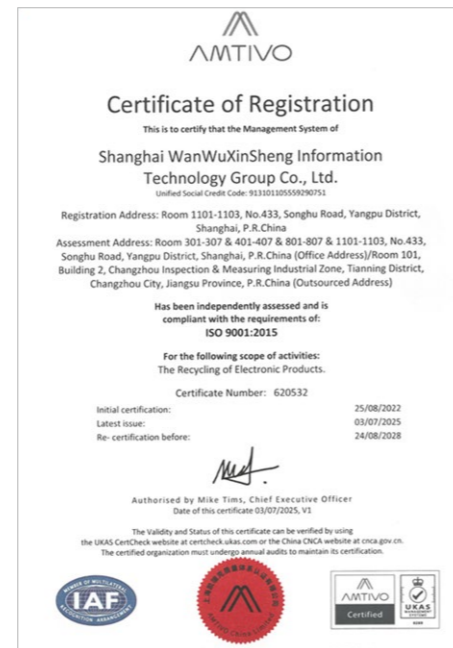 AMTIVO
Certificate of Registration
This is to certify that the Management System of
Shanghai WanWuXinSheng Information
Technology Group Co., Ltd.
Unified Social Credit Code: 91310110555929075​1
Registration Address: Room 1101-1103, No.433, Songhu Road, Yangpu District,
Shanghai, P.R.China
Assessment Address: Room 301-307 & 401-407 & 801-807 & 1101-1103, No.433,
Songhu Road, Yangpu District, Shanghai, P.R.China (Office Address)/Room 101,
Building 2, Changzhou Inspection & Measuring Industrial Zone, Tianning District,
Changzhou City, Jiangsu Province, P.R.China (Outsourced Address)
Has been independently assessed and is
compliant with the requirements of:
ISO 9001:2015
For the following scope of activities:
The Recycling of Electronic Products.
Certificate Number: 620532
Initial certification: 25/08/2022
Latest issue: 03/07/2025
Re- certification before: 24/08/2028
Authorised by Mike Tims, Chief Executive Officer
Date of this certificate 03/07/2025, V1
The Validity and Status of this certificate can be verified by using
the UKAS CertCheck website at certcheck.ukas.com or the China CNCA website at cnca.gov.cn.
The certified organization must undergo annual audits to maintain its certification.
MEMBER OF MULTILATERAL
IAF
RECOGNITION ARRANGEMENT
AMTIVO
Certified
UKAS
MANAGEMENT
SYSTEMS